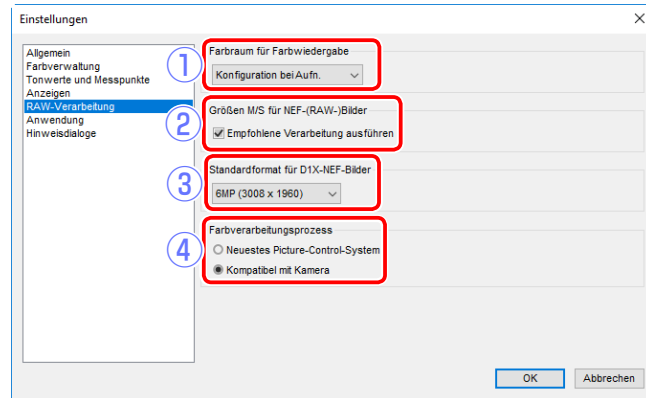 Einstellungen
Allgemein
Farbverwaltung
Tonwerte und Messpunkte
Anzeigen
RAW-Verarbeitung
Anwendung
Hinweisdialoge
1
Farbraum für Farbwiedergabe
Konfiguration bei Aufn.
2
Größen M/S für NEF-(RAW-)Bilder
Empfohlene Verarbeitung ausführen
3
Standardformat für D1X-NEF-Bilder
6MP (3008 x 1960)
4
Farbverarbeitungsprozess
Neuestes Picture-Control-System
Kompatibel mit Kamera
OK Abbrechen